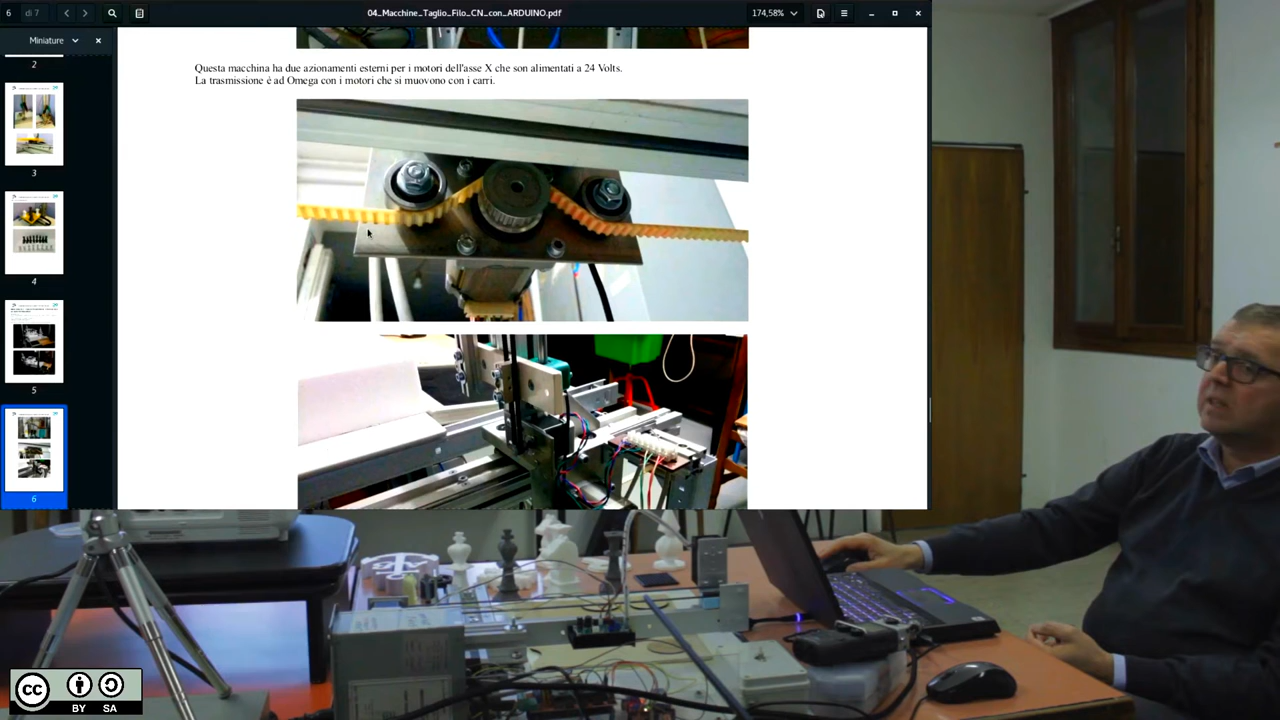 6
di 7
04_Macchine_Taglio_Filo_CN_con_ARDUINO.pdf
174,58%
Miniature
2
3
4
5
6
Questa macchina ha due azionamenti esterni per i motori dell'asse X che son alimentati a 24 Volts.
La trasmissione è ad Omega con i motori che si muovono con i carri.
cc
BY SA